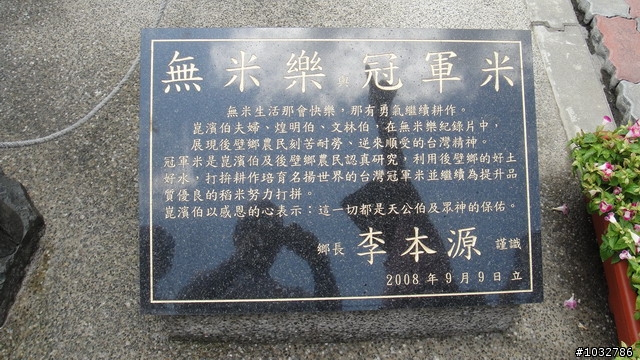 無米樂與冠軍米
無米生活那會快樂，那有勇氣繼續耕作。
崑濱伯夫婦、煌明伯、文林伯，在無米樂紀錄片中，
展現後壁鄉農民刻苦耐勞、逆來順受的台灣精神。
冠軍米是崑濱伯及後壁鄉農民認真研究，利用後壁鄉的好土
好水，打拚耕作培育名揚世界的台灣冠軍米並繼續為提升品
質優良的稻米努力打拼。
崑濱伯以感恩的心表示：這一切都是天公伯及眾神的保佑。
鄉長 李本源 謹識
2008 年 9 月 9 日 立
#1032786